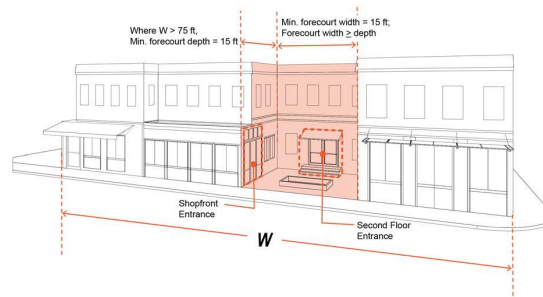 Where W > 75 ft,
Min. forecourt depth = 15 ft
Min. forecourt width = 15 ft;
Forecourt width ≥ depth
Shopfront
Entrance
Second Floor
Entrance
W